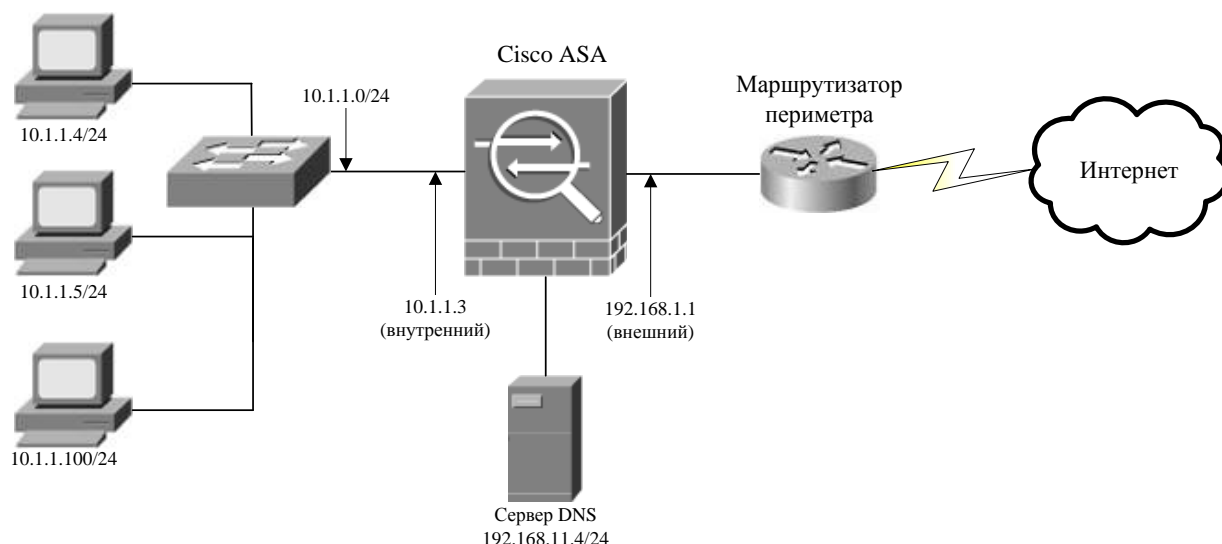 Cisco ASA
Маршрутизатор
периметра
10.1.1.0/24
10.1.1.4/24
Интернет
10.1.1.5/24
10.1.1.3
(внутренний)
192.168.1.1
(внешний)
10.1.1.100/24
Сервер DNS
192.168.11.4/24